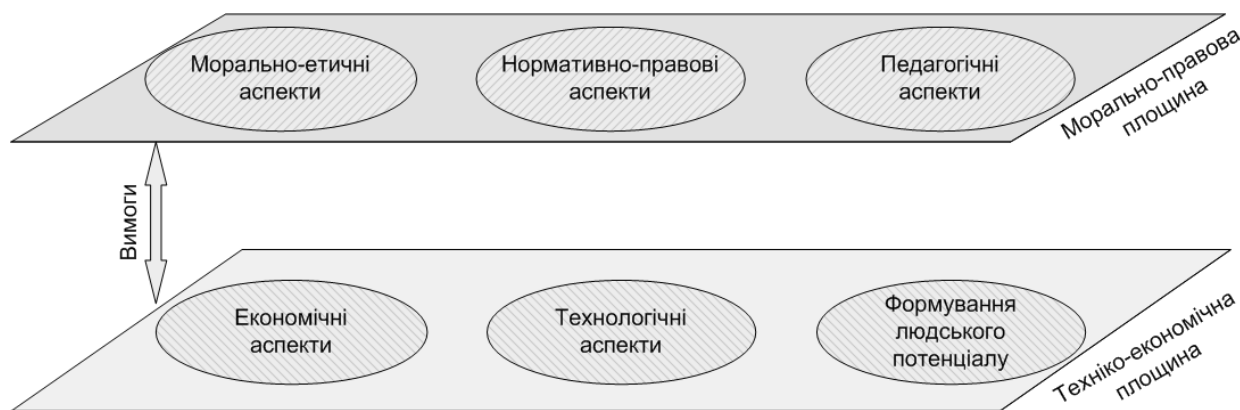 Морально-етичні
аспекти
Нормативно-правові
аспекти
Педагогічні
аспекти
Морально-правова
площина
Вимоги
Економічні
аспекти
Технологічні
аспекти
Формування
людського
потенціалу
Техніко-економічна
площина